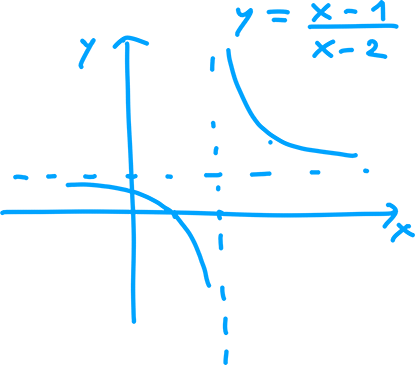 y = x - 1
x - 2
y
x